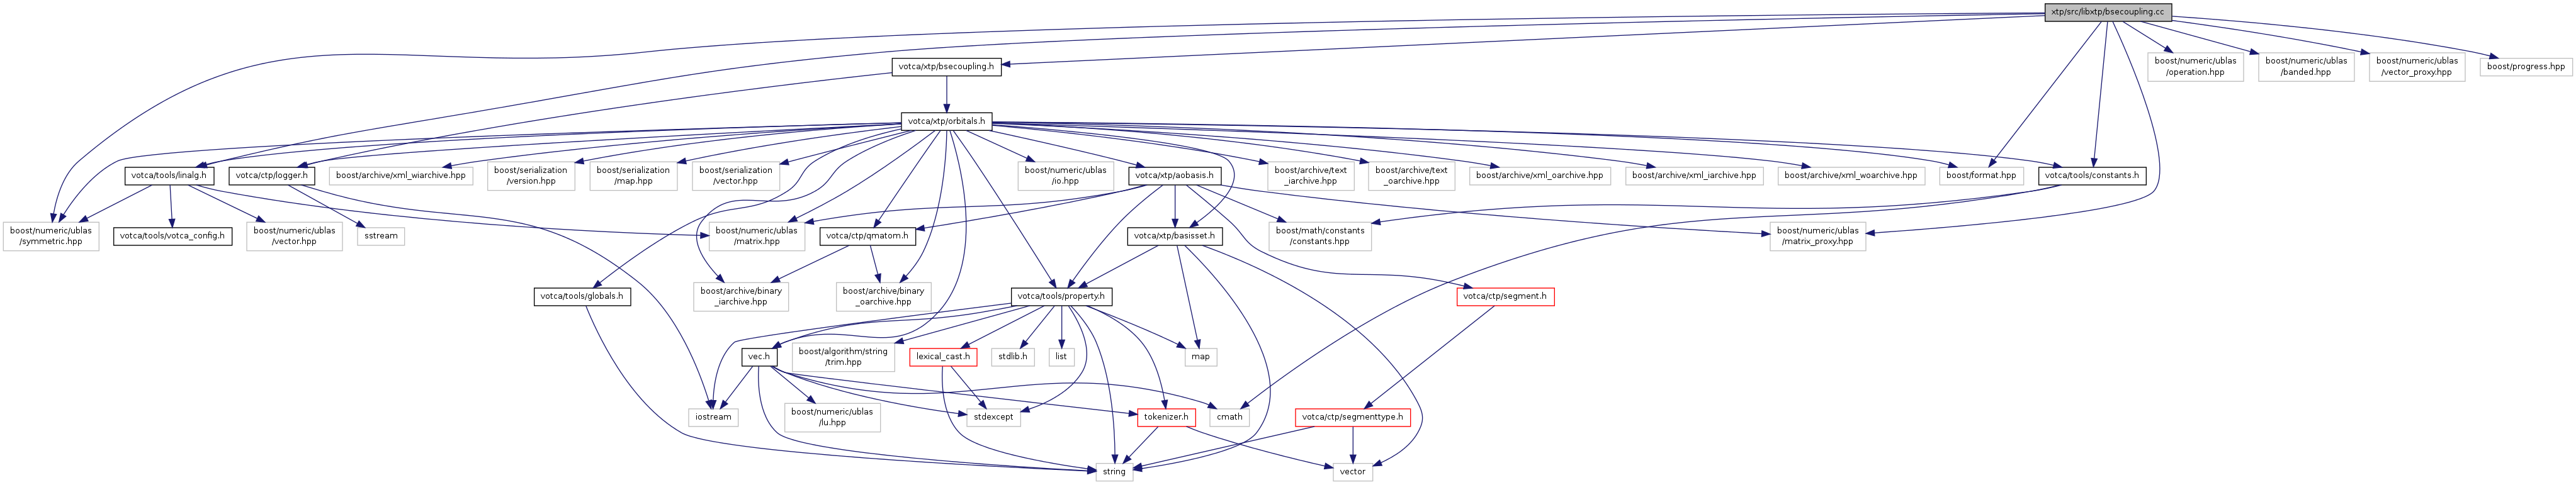 xtp/src/libxtp/bsecoupling.cc
votca/xtp/bsecoupling.h
boost/numeric/ublas
/operation.hpp
boost/numeric/ublas
/banded.hpp
boost/numeric/ublas
/vector_proxy.hpp
boost/progress.hpp
votca/xtp/orbitals.h
votca/tools/linalg.h
votca/ctp/logger.h
boost/archive/xml_wiarchive.hpp
boost/serialization
/version.hpp
boost/serialization
/map.hpp
boost/serialization
/vector.hpp
boost/numeric/ublas
/io.hpp
votca/xtp/aobasis.h
boost/archive/text
_iarchive.hpp
boost/archive/text
_oarchive.hpp
boost/archive/xml_oarchive.hpp
boost/archive/xml_iarchive.hpp
boost/archive/xml_woarchive.hpp
boost/format.hpp
votca/tools/constants.h
boost/numeric/ublas
/symmetric.hpp
votca/tools/votca_config.h
boost/numeric/ublas
/vector.hpp
sstream
boost/numeric/ublas
/matrix.hpp
votca/ctp/qmatom.h
votca/xtp/basisset.h
boost/math/constants
/constants.hpp
boost/numeric/ublas
/matrix_proxy.hpp
votca/tools/globals.h
boost/archive/binary
_iarchive.hpp
boost/archive/binary
_oarchive.hpp
votca/tools/property.h
votca/ctp/segment.h
vec.h
boost/algorithm/string
/trim.hpp
lexical_cast.h
stdlib.h
list
map
iostream
boost/numeric/ublas
/lu.hpp
stdexcept
tokenizer.h
cmath
votca/ctp/segmenttype.h
string
vector